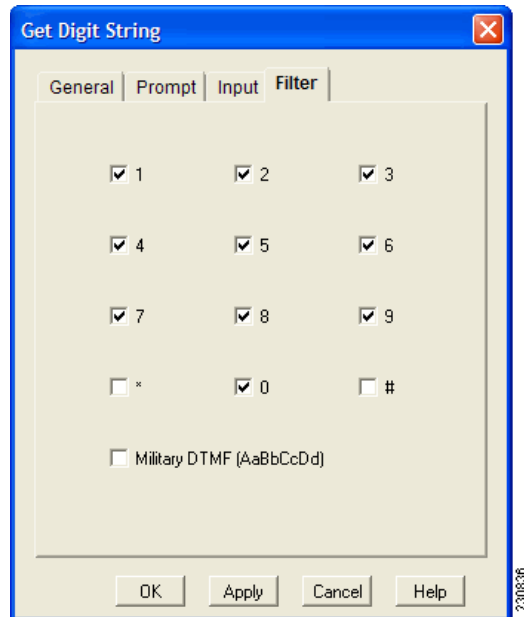 Get Digit String
General Prompt Input Filter
1 2 3
4 5 6
7 8 9
* 0 #
Military DTMF (AaBbCcDd)
OK Apply Cancel Help
230836